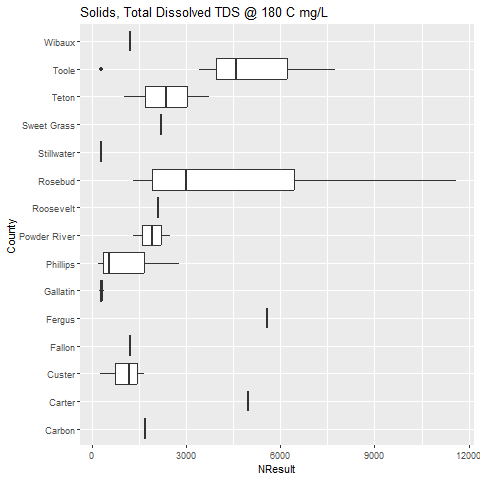 Solids, Total Dissolved TDS @ 180 C mg/L
Wibaux
Toole
Teton
Sweet Grass
Stillwater
Rosebud
Roosevelt
Powder River
Phillips
Gallatin
Fergus
Fallon
Custer
Carter
Carbon
County
0 3000 6000 9000 12000
NResult